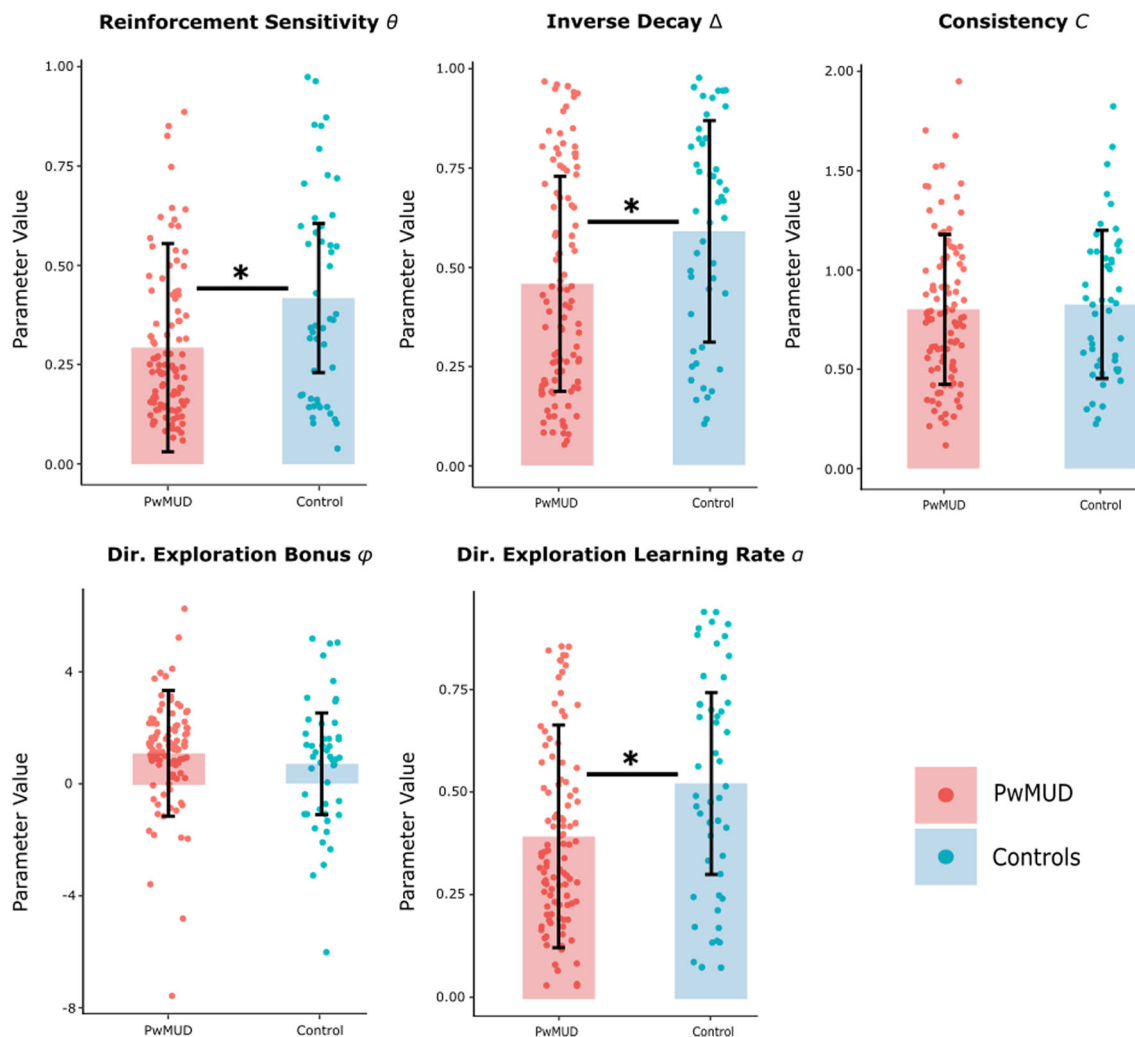 Reinforcement Sensitivity θ
Inverse Decay Δ
Consistency C
Parameter Value
1.00
0.75
0.50
0.25
0.00
*
PwMUD
Control
Parameter Value
1.00
0.75
0.50
0.25
0.00
*
PwMUD
Control
Parameter Value
2.00
1.50
1.00
0.50
0.00
PwMUD
Control
Dir. Exploration Bonus φ
Dir. Exploration Learning Rate α
Parameter Value
4
0
-4
-8
PwMUD
Control
Parameter Value
0.75
0.50
0.25
0.00
*
PwMUD
Control
PwMUD
Controls